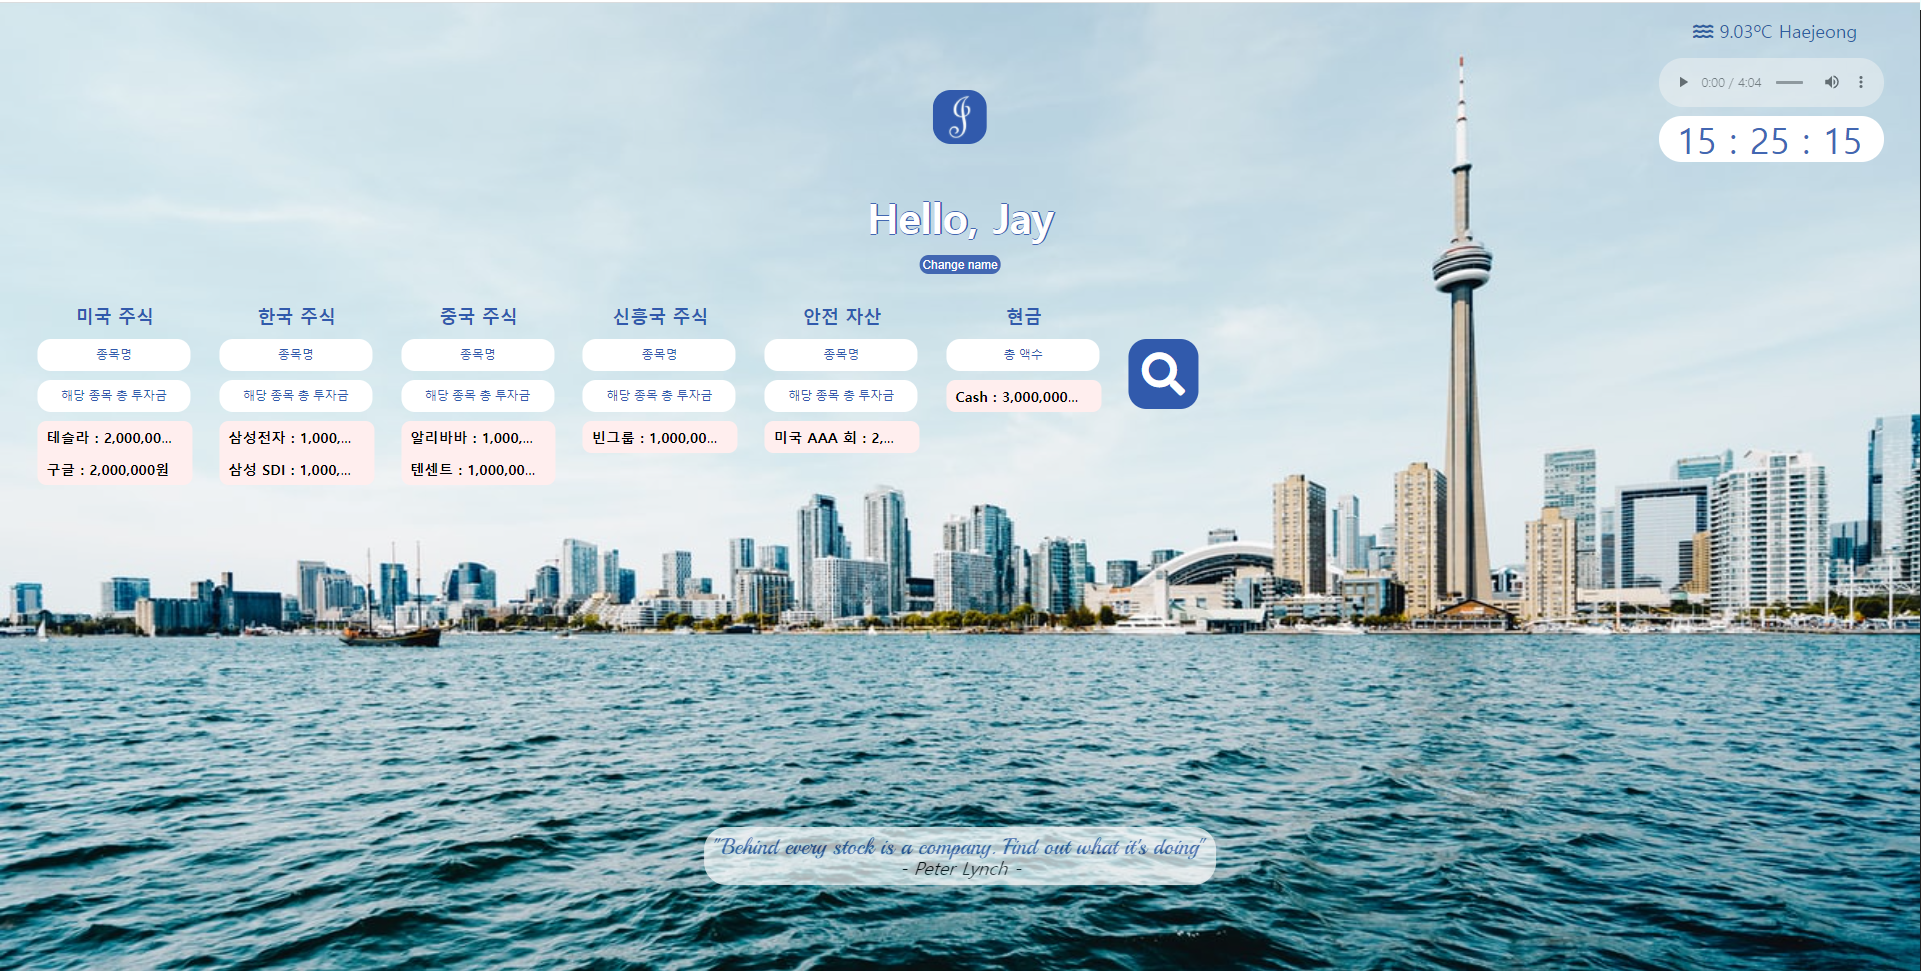 9.03ºC Haejeong
0:00 / 4:04
15 : 25 : 15
Hello, Jay
Change name
미국 주식
종목명
해당 종목 총 투자금
테슬라 : 2,000,00...
구글 : 2,000,000원
한국 주식
종목명
해당 종목 총 투자금
삼성전자 : 1,000,...
삼성 SDI : 1,000,...
중국 주식
종목명
해당 종목 총 투자금
알리바바 : 1,000,...
텐센트 : 1,000,00...
신흥국 주식
종목명
해당 종목 총 투자금
빈그룹 : 1,000,00...
안전 자산
종목명
해당 종목 총 투자금
미국 AAA 회 : 2,...
현금
총 액수
Cash : 3,000,000...
"Behind every stock is a company. Find out what it's doing"
- Peter Lynch -